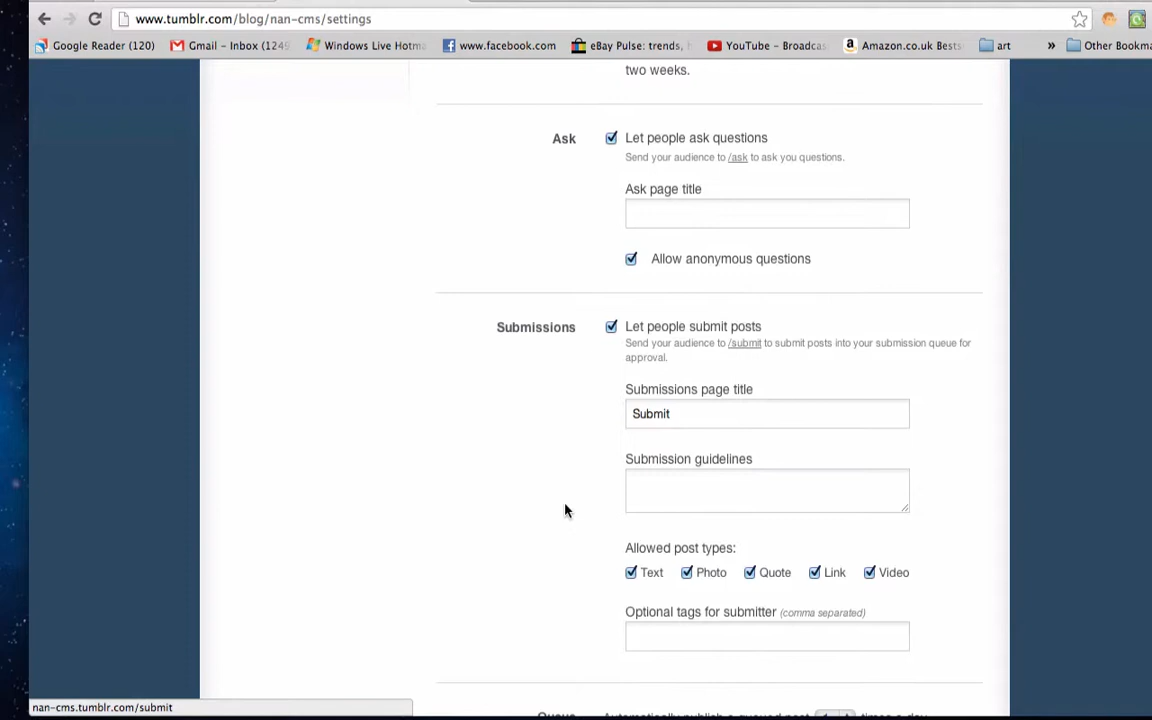 www.tumblr.com/blog/nan-cms/settings
Google Reader (120) Gmail – Inbox (1249 Windows Live Hotma www.facebook.com eBay Pulse: trends, YouTube – Broadcas Amazon.co.uk Bests art » Other Bookma
two weeks.
Ask Let people ask questions
Send your audience to /ask to ask you questions.
Ask page title
Allow anonymous questions
Submissions Let people submit posts
Send your audience to /submit to submit posts into your submission queue for
approval.
Submissions page title
Submit
Submission guidelines
Allowed post types:
Text Photo Quote Link Video
Optional tags for submitter (comma separated)
Queue Automatically publish a queued post times a day
nan-cms.tumblr.com/submit